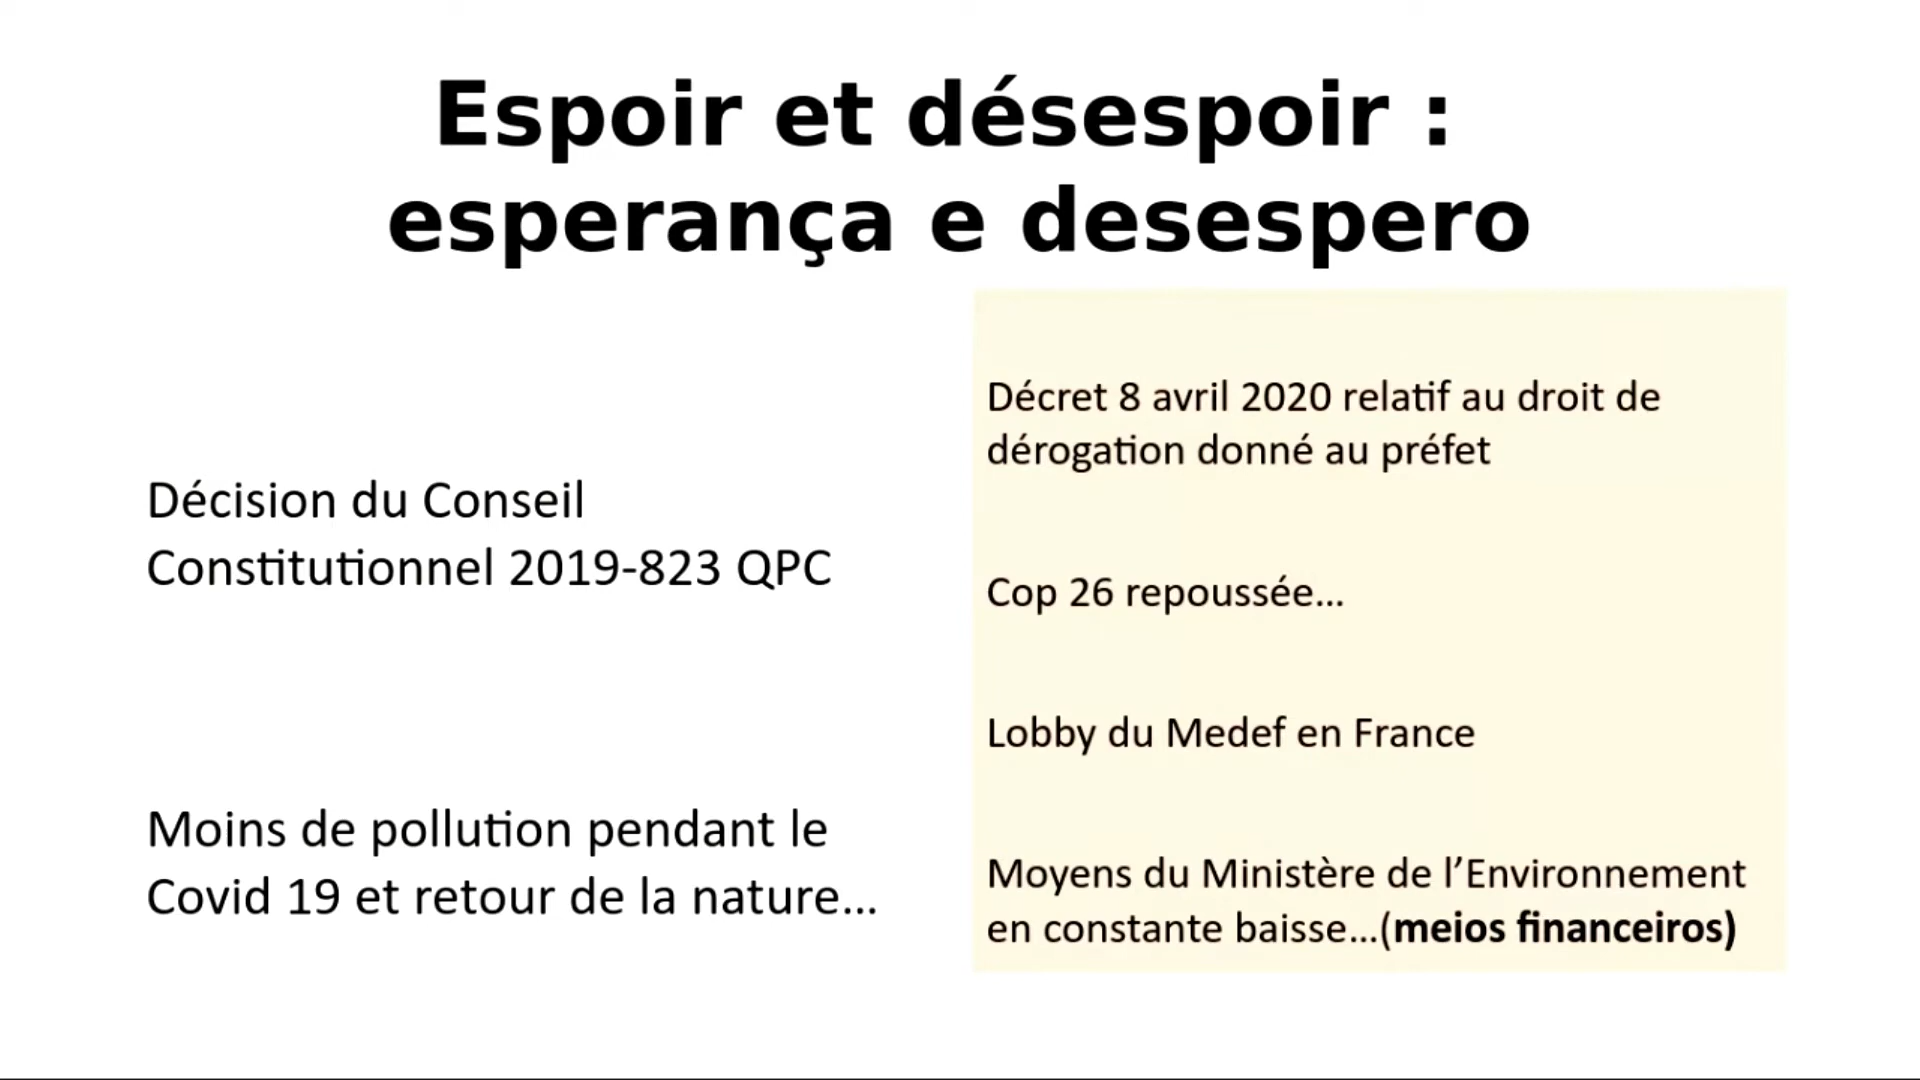 Espoir et désespoir :
esperança e desespero
Décision du Conseil
Constitutionnel 2019-823 QPC
Moins de pollution pendant le
Covid 19 et retour de la nature…
Décret 8 avril 2020 relatif au droit de
dérogation donné au préfet
Cop 26 repoussée…
Lobby du Medef en France
Moyens du Ministère de l’Environnement
en constante baisse…(meios financeiros)